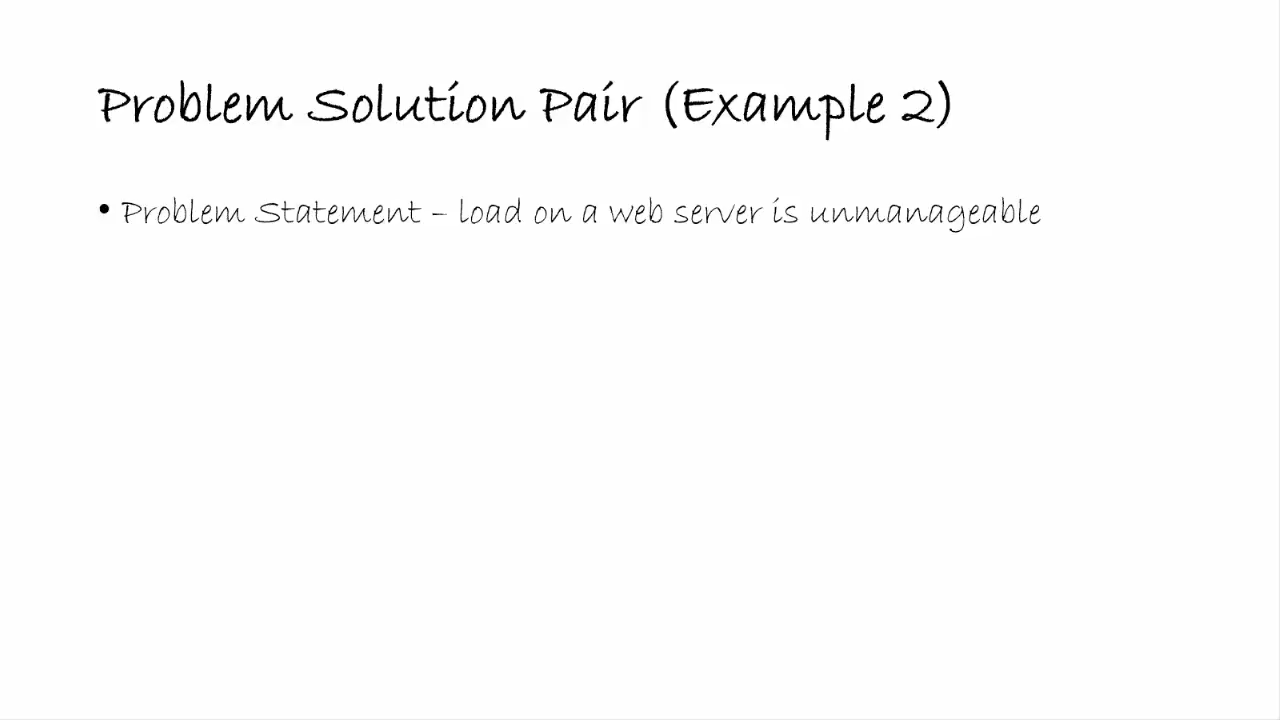 Problem Solution Pair (Example 2)
• Problem Statement – load on a web server is unmanageable